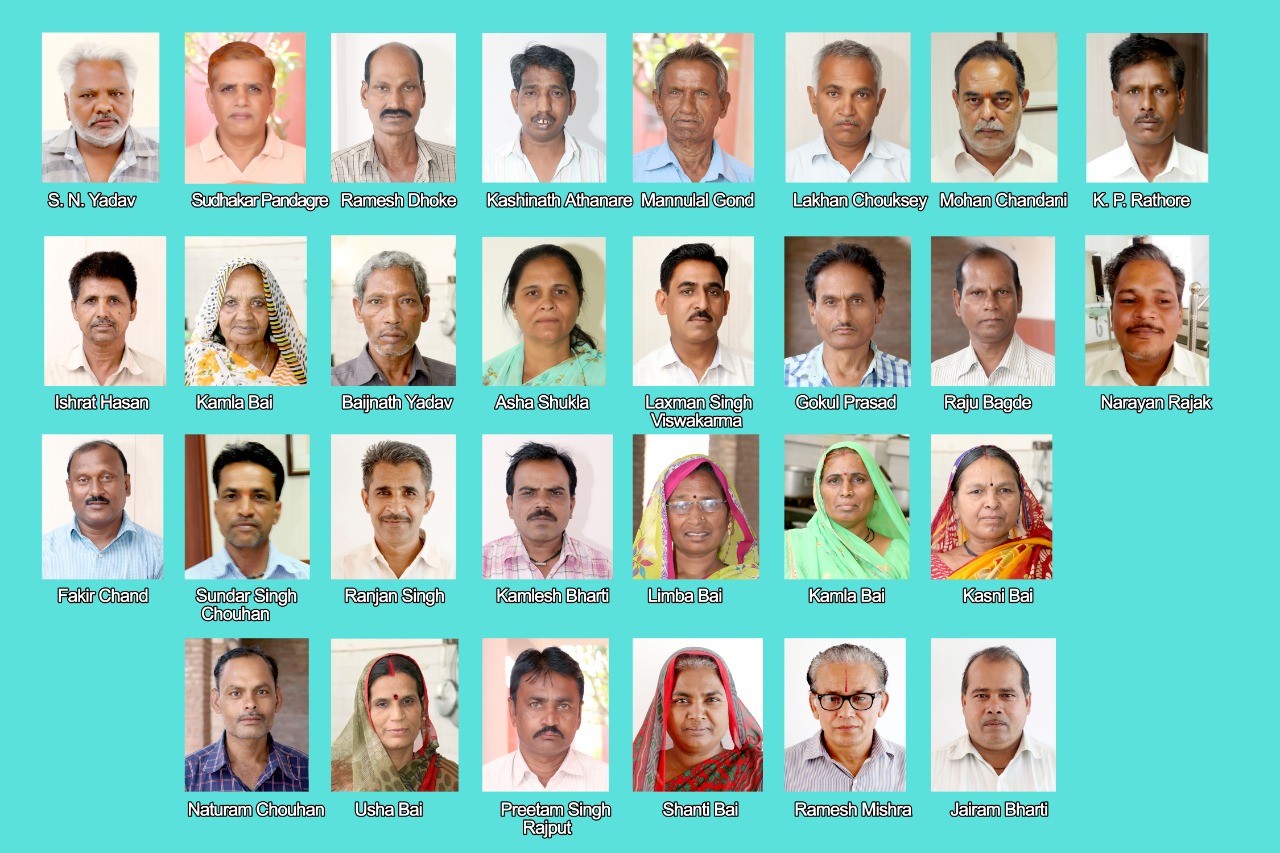 S. N. Yadav
Sudhakar Pandagre
Ramesh Dhoke
Kashinath Athanare
Mannulal Gond
Lakhan Chouksey
Mohan Chandani
K. P. Rathore
Ishrat Hasan
Kamla Bai
Baijnath Yadav
Asha Shukla
Laxman Singh
Viswakarma
Gokul Prasad
Raju Bagde
Narayan Rajak
Fakir Chand
Sundar Singh
Chouhan
Ranjan Singh
Kamlesh Bharti
Limba Bai
Kamla Bai
Kasni Bai
Naturam Chouhan
Usha Bai
Preetam Singh
Rajput
Shanti Bai
Ramesh Mishra
Jairam Bharti